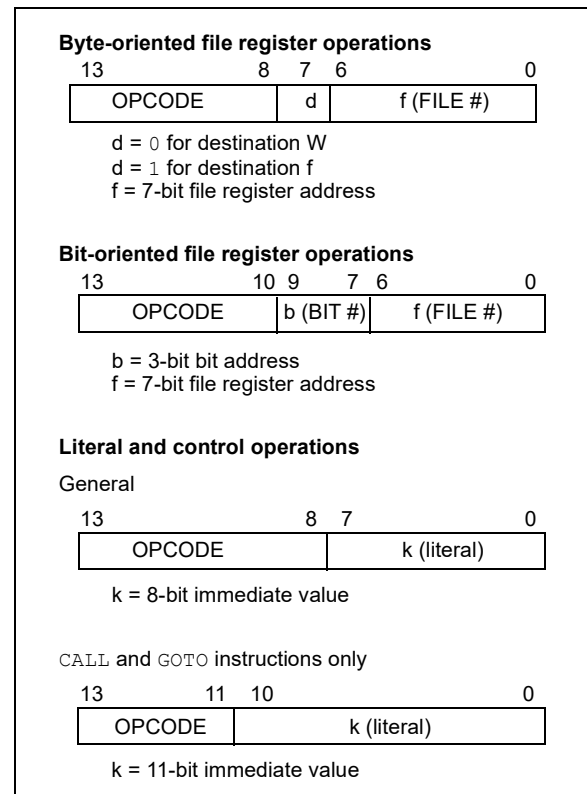 Byte-oriented file register operations
13 8 7 6 0
OPCODE d f (FILE #)
d = 0 for destination W
d = 1 for destination f
f = 7-bit file register address
Bit-oriented file register operations
13 10 9 7 6 0
OPCODE b (BIT #) f (FILE #)
b = 3-bit bit address
f = 7-bit file register address
Literal and control operations
General
13 8 7 0
OPCODE k (literal)
k = 8-bit immediate value
CALL and GOTO instructions only
13 11 10 0
OPCODE k (literal)
k = 11-bit immediate value